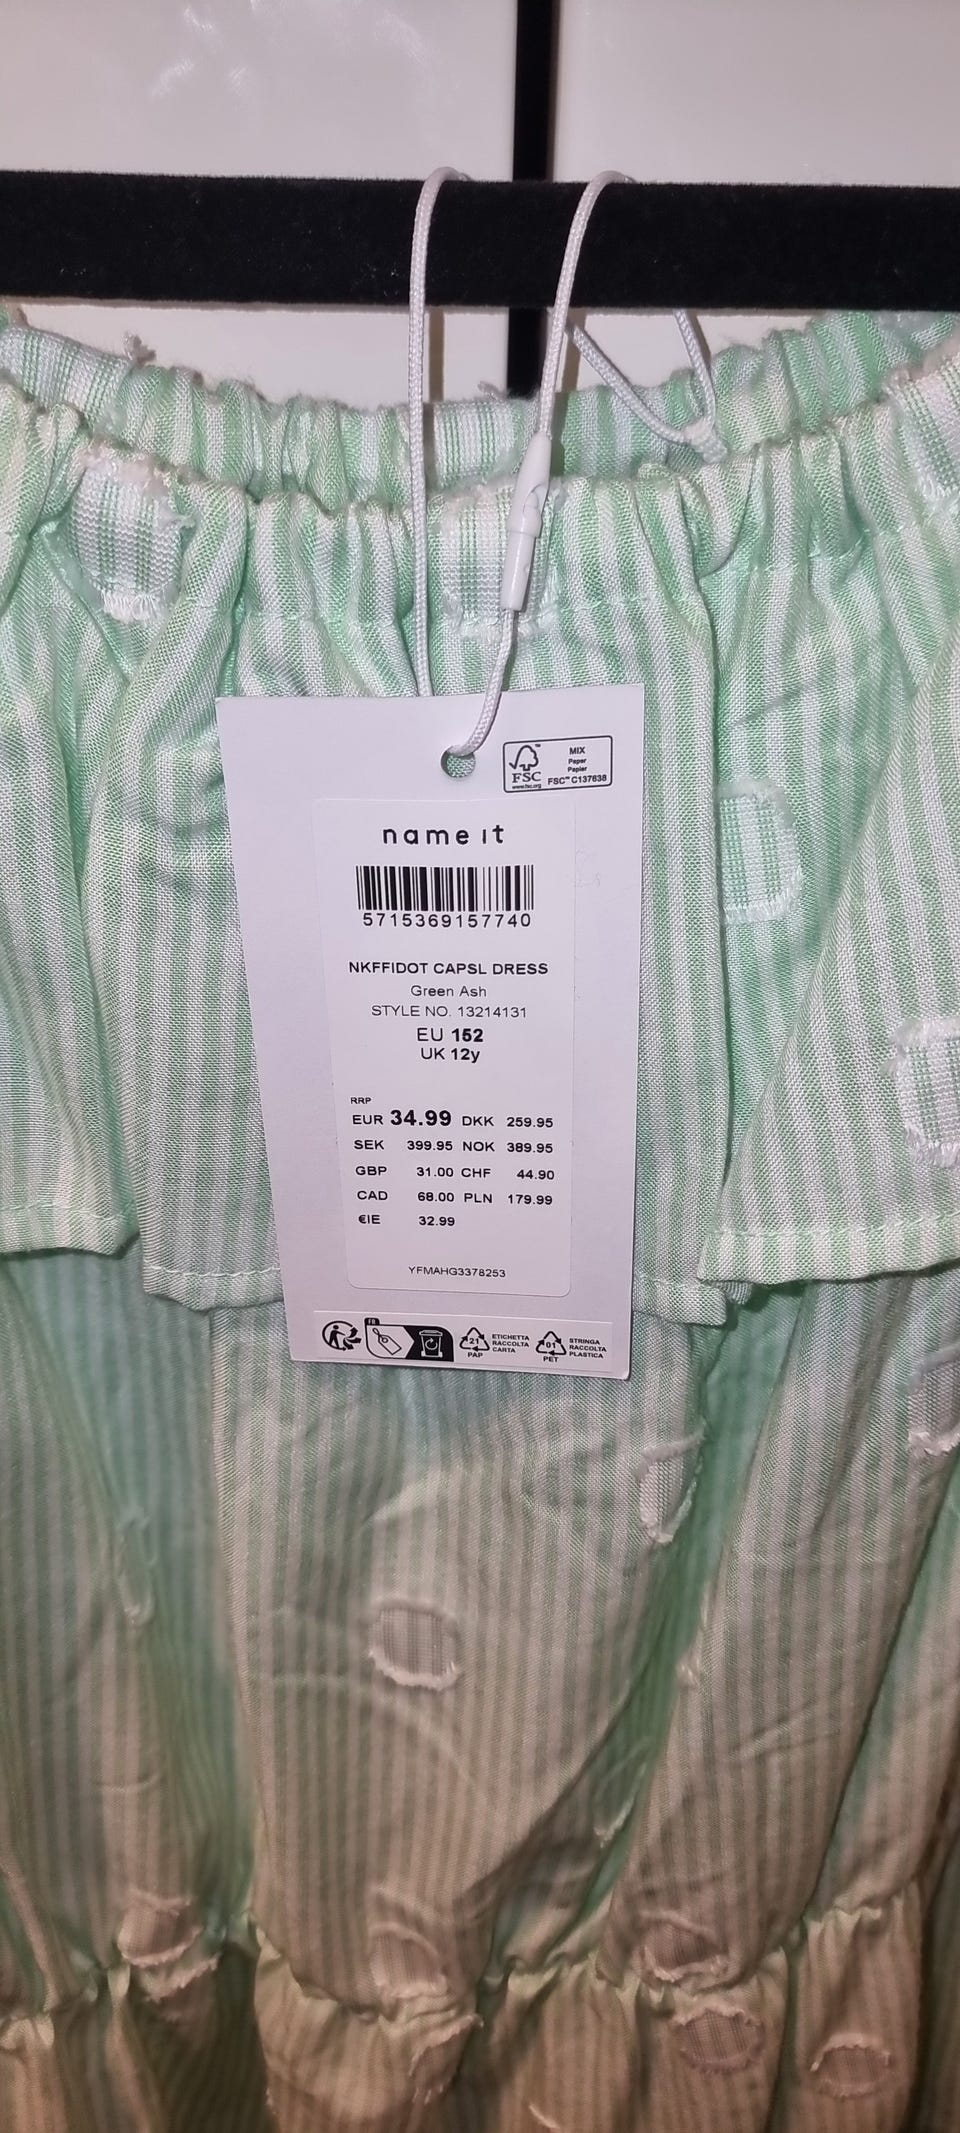 FSC™
www.fsc.org
MIX
Paper
Papier
FSC™ C137638
name it
5715369157740
NKFFIDOT CAPSL DRESS
Green Ash
STYLE NO. 13214131
EU 152
UK 12y
RRP
EUR 34.99 DKK 259.95
SEK 399.95 NOK 389.95
GBP 31.00 CHF 44.90
CAD 68.00 PLN 179.99
€IE 32.99
YFMAHG3378253
FR
21
PAP
ETICHETTA
RACCOLTA
CARTA
01
PET
STRINGA
RACCOLTA
PLASTICA